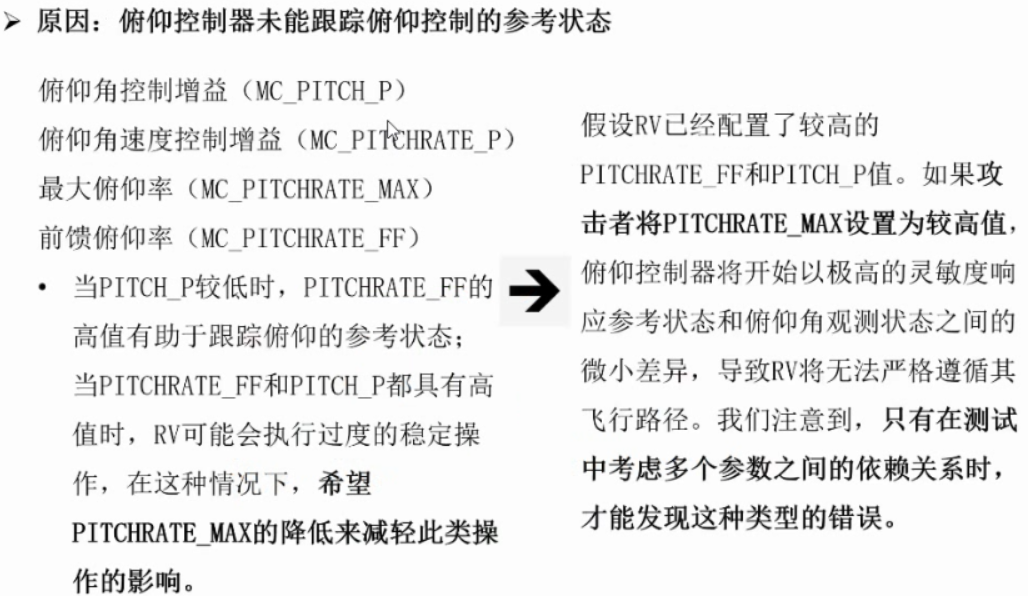 ➤ 原因：俯仰控制器未能跟踪俯仰控制的参考状态
俯仰角控制增益（MC_PITCH_P）
俯仰角速度控制增益（MC_PITCHRATE_P）
最大俯仰率（MC_PITCHRATE_MAX）
前馈俯仰率（MC_PITCHRATE_FF）
• 当PITCH_P较低时，PITCHRATE_FF的
高值有助于跟踪俯仰的参考状态；
当PITCHRATE_FF和PITCH_P都具有高
值时，RV可能会执行过度的稳定操
作，在这种情况下，希望
PITCHRATE_MAX的降低来减轻此类操
作的影响。
假设RV已经配置了较高的
PITCHRATE_FF和PITCH_P值。如果攻
击者将PITCHRATE_MAX设置为较高值，
俯仰控制器将开始以极高的灵敏度响
应参考状态和俯仰角观测状态之间的
微小差异，导致RV将无法严格遵循其
飞行路径。我们注意到，只有在测试
中考虑多个参数之间的依赖关系时，
才能发现这种类型的错误。